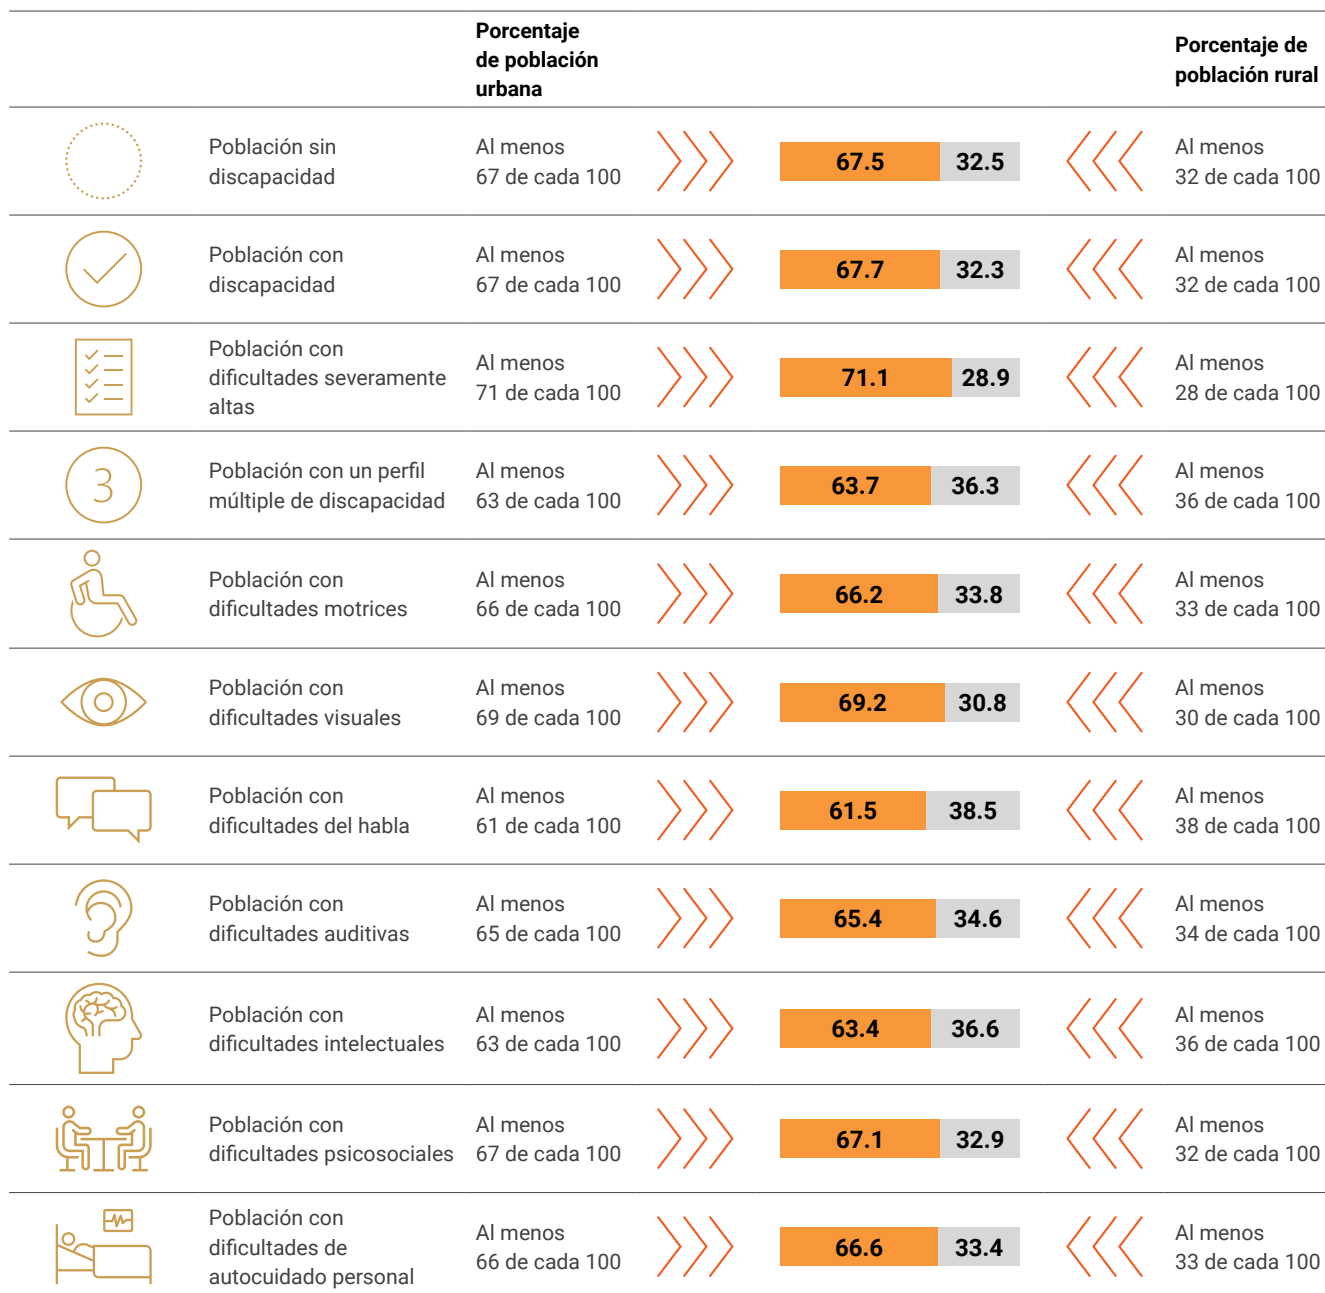 Porcentaje
de población
urbana
Porcentaje de
población rural
Población sin
discapacidad
Al menos
67 de cada 100
67.5 32.5
Al menos
32 de cada 100
Población con
discapacidad
Al menos
67 de cada 100
67.7 32.3
Al menos
32 de cada 100
Población con
dificultades severamente
altas
Al menos
71 de cada 100
71.1 28.9
Al menos
28 de cada 100
3
Población con un perfil
múltiple de discapacidad
Al menos
63 de cada 100
63.7 36.3
Al menos
36 de cada 100
Población con
dificultades motrices
Al menos
66 de cada 100
66.2 33.8
Al menos
33 de cada 100
Población con
dificultades visuales
Al menos
69 de cada 100
69.2 30.8
Al menos
30 de cada 100
Población con
dificultades del habla
Al menos
61 de cada 100
61.5 38.5
Al menos
38 de cada 100
Población con
dificultades auditivas
Al menos
65 de cada 100
65.4 34.6
Al menos
34 de cada 100
Población con
dificultades intelectuales
Al menos
63 de cada 100
63.4 36.6
Al menos
36 de cada 100
Población con
dificultades psicosociales
Al menos
67 de cada 100
67.1 32.9
Al menos
32 de cada 100
Población con
dificultades de
autocuidado personal
Al menos
66 de cada 100
66.6 33.4
Al menos
33 de cada 100